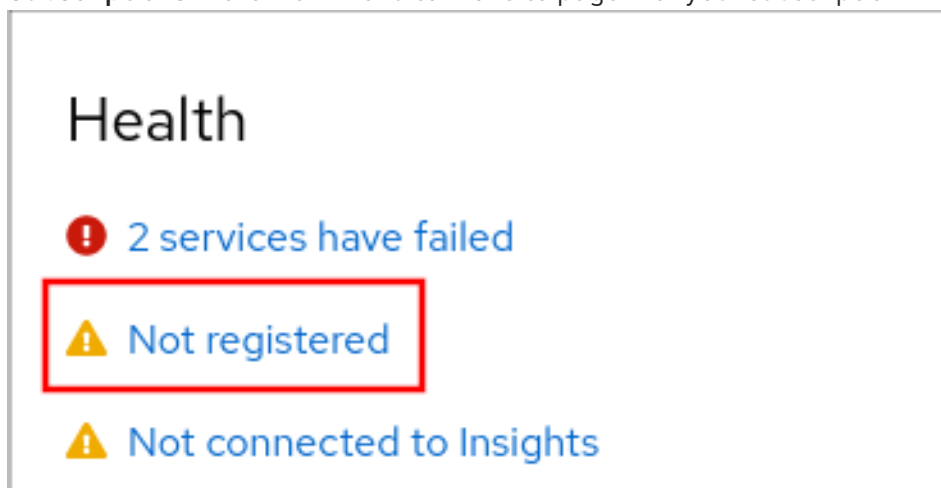 Health
2 services have failed
Not registered
Not connected to Insights